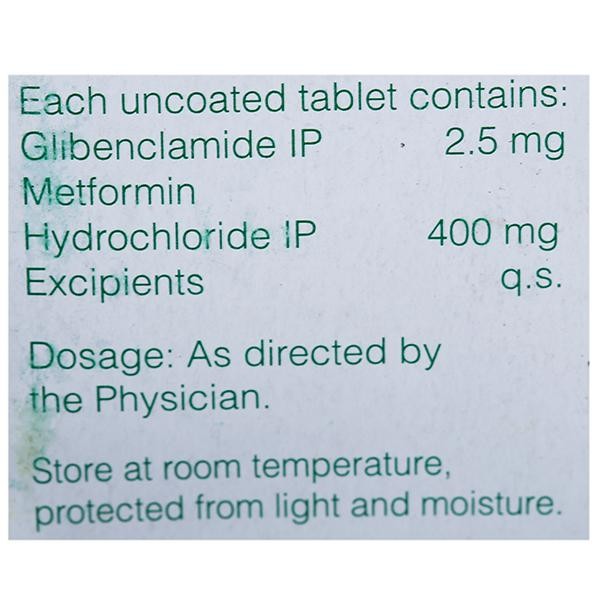 Each uncoated tablet contains:
Glibenclamide IP 2.5 mg
Metformin
Hydrochloride IP 400 mg
Excipients q.s.
Dosage: As directed by
the Physician.
Store at room temperature,
protected from light and moisture.